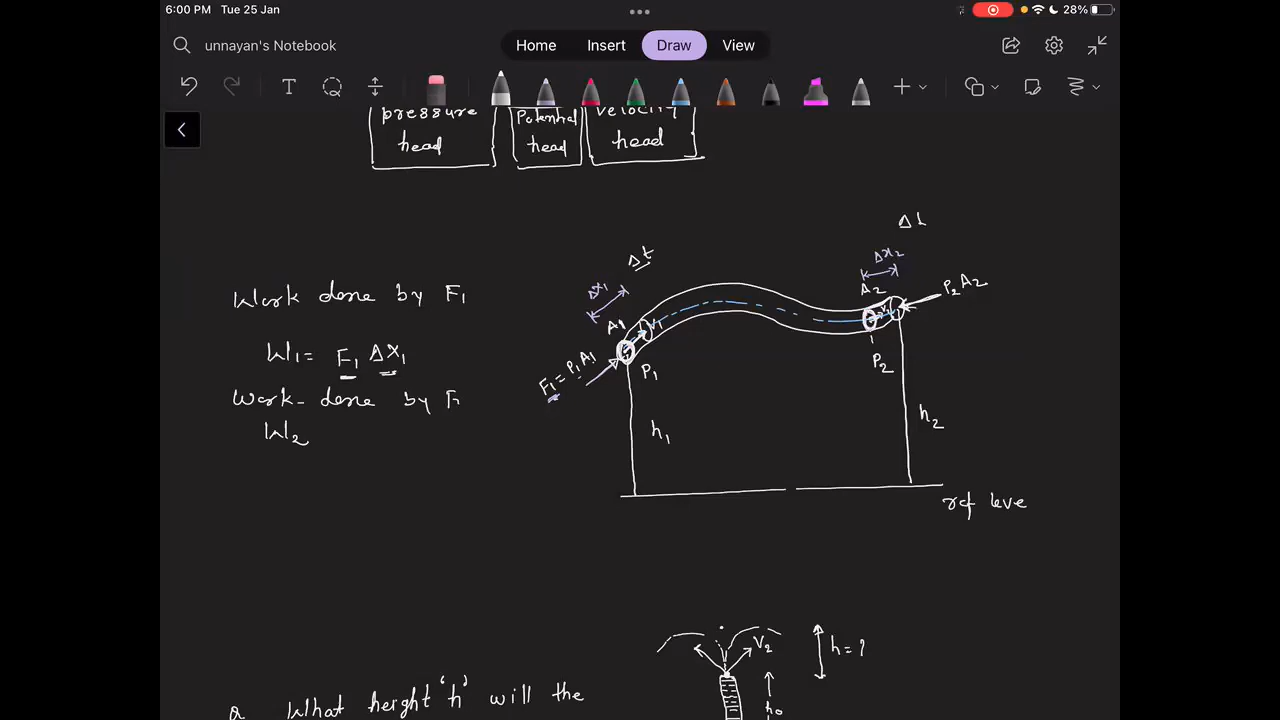 6:00 PM Tue 25 Jan
28%
unnayan's Notebook
Home Insert Draw View
pressure head
Potential head
velocity head
Δt
ΔL
Δx₁
Δx₂
A₁
V₁
A₂
P₂A₂
F₁ = P₁A₁
P₁
P₂
h₁
h₂
ref leve
Work done by F₁
W₁ = F₁ Δx₁
Work done by F
W₂
V₂
h = ?
h₀
Q What height 'h' will the